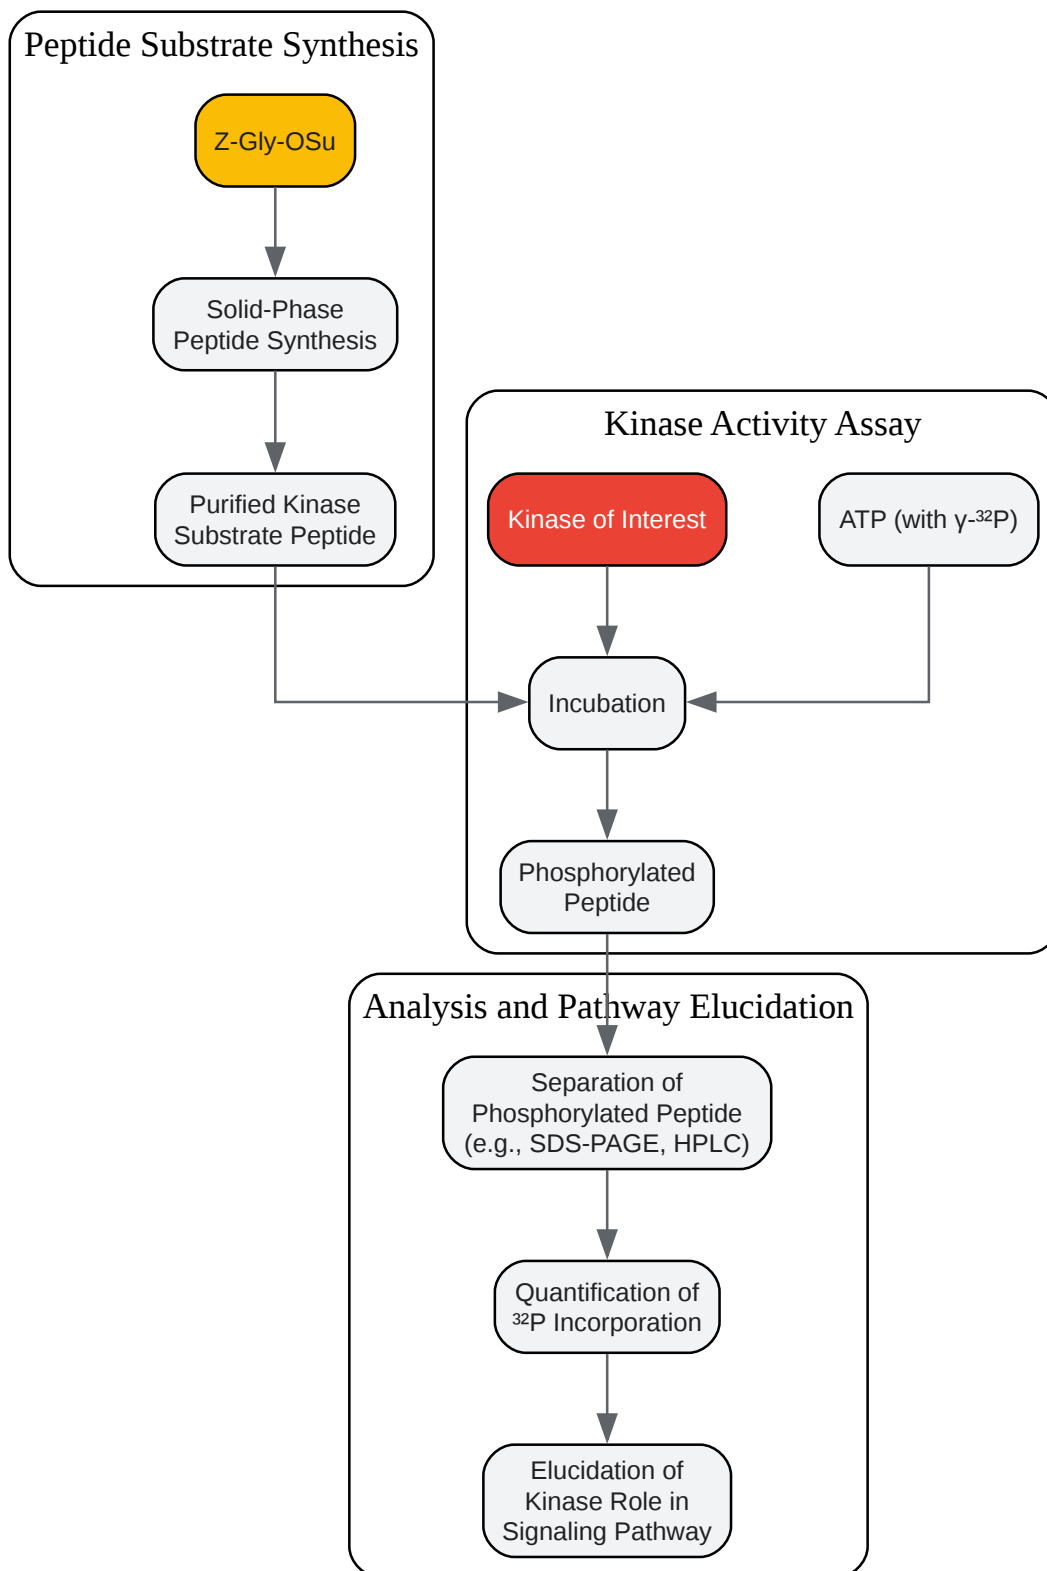 Peptide Substrate Synthesis
Z-Gly-OSu
Solid-Phase
Peptide Synthesis
Purified Kinase
Substrate Peptide
Kinase Activity Assay
Kinase of Interest
ATP (with γ-³²P)
Incubation
Phosphorylated
Peptide
Analysis and Pathway Elucidation
Separation of
Phosphorylated Peptide
(e.g., SDS-PAGE, HPLC)
Quantification of
³²P Incorporation
Elucidation of
Kinase Role in
Signaling Pathway